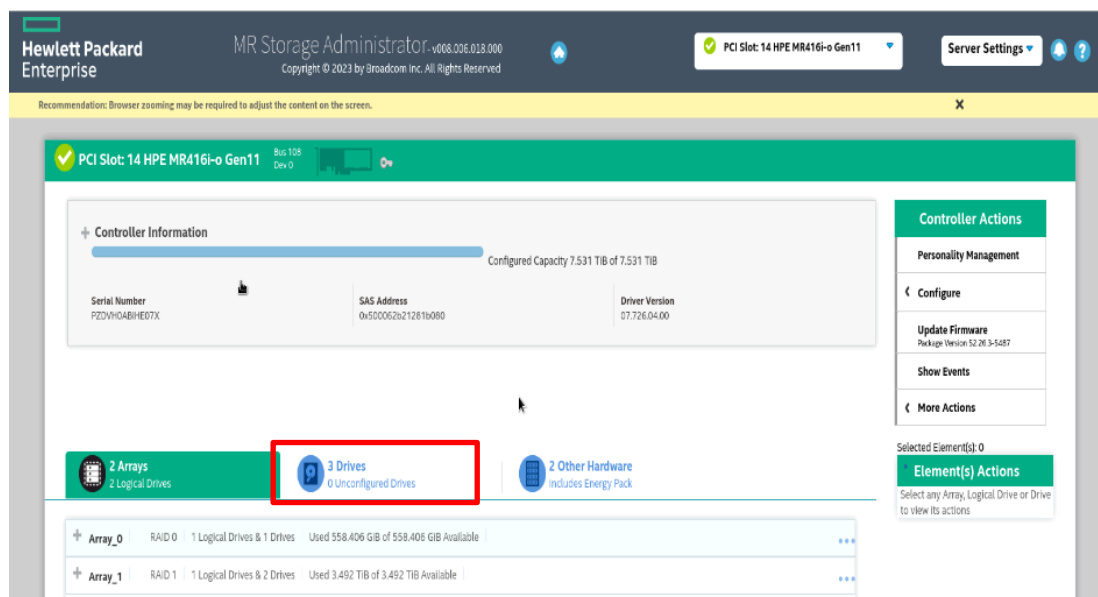 Hewlett Packard
Enterprise
MR Storage Administrator- v008.006.018.000
Copyright © 2023 by Broadcom Inc. All Rights Reserved
PCI Slot: 14 HPE MR416i-o Gen11
Server Settings
Recommendation: Browser zooming may be required to adjust the content on the screen.
PCI Slot: 14 HPE MR416i-o Gen11
Bus 108
Dev 0
Controller Information
Configured Capacity 7.531 TiB of 7.531 TiB
Serial Number
PZDVH0ABIHE07X
SAS Address
0x500062b21281b080
Driver Version
07.726.04.00
Controller Actions
Personality Management
Configure
Update Firmware
Package Version 52.26.3-5487
Show Events
More Actions
2 Arrays
2 Logical Drives
3 Drives
0 Unconfigured Drives
2 Other Hardware
Includes Energy Pack
Selected Element(s): 0
Element(s) Actions
Select any Array, Logical Drive or Drive
to view its actions
Array_0 RAID 0 1 Logical Drives & 1 Drives Used 558.406 GiB of 558.406 GiB Available
Array_1 RAID 1 1 Logical Drives & 2 Drives Used 3.492 TiB of 3.492 TiB Available